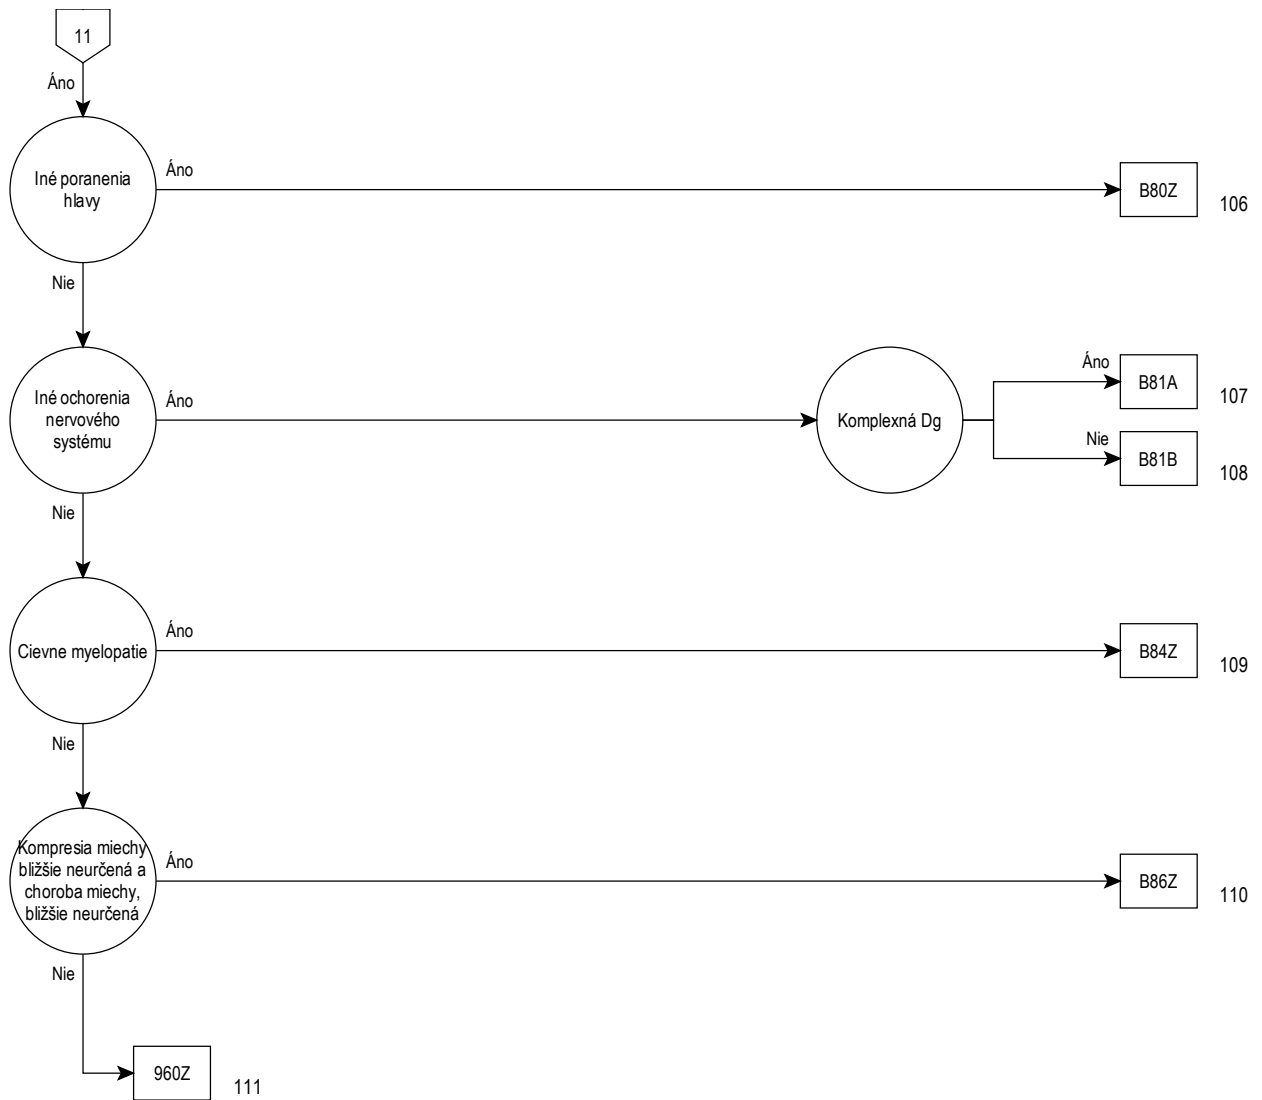 11
Áno
Iné poranenia
hlavy
Áno
B80Z
106
Nie
Iné ochorenia
nervového
systému
Áno
Komplexná Dg
Áno
B81A
107
Nie
B81B
108
Nie
Cievne myelopatie
Áno
B84Z
109
Nie
Kompresia miechy
bližšie neurčená a
choroba miechy,
bližšie neurčená
Áno
B86Z
110
Nie
960Z
111